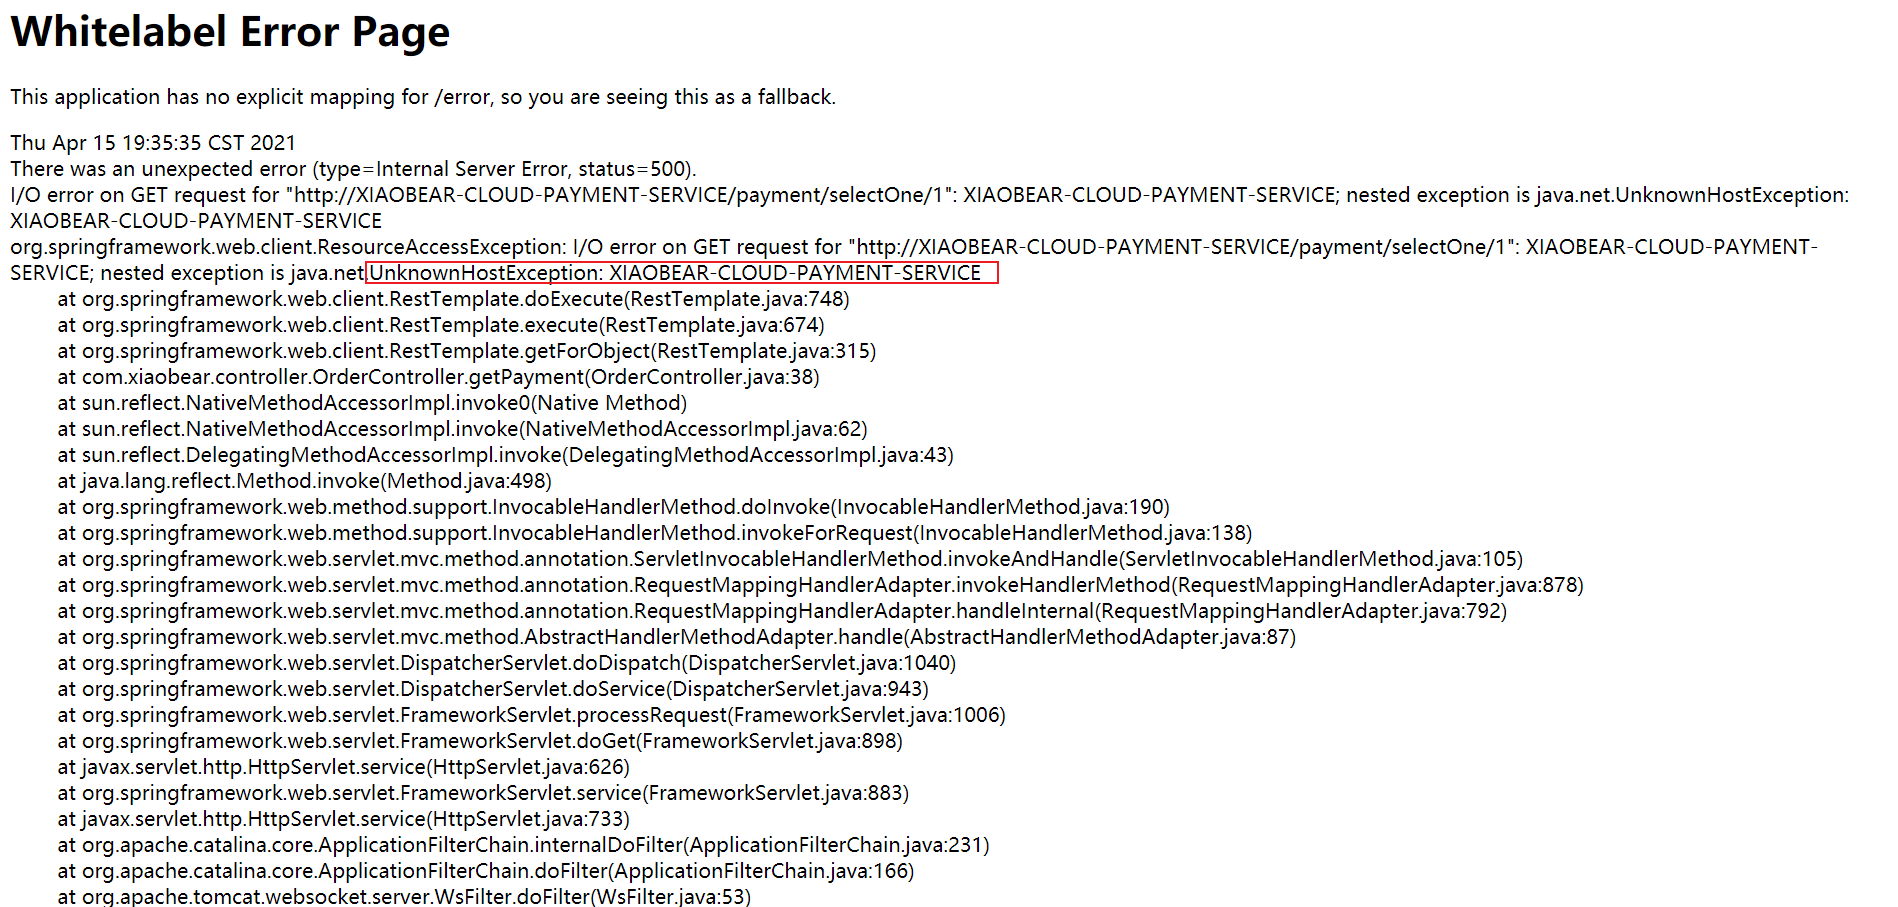 Whitelabel Error Page
This application has no explicit mapping for /error, so you are seeing this as a fallback.
Thu Apr 15 19:35:35 CST 2021
There was an unexpected error (type=Internal Server Error, status=500).
I/O error on GET request for "http://XIAOBEAR-CLOUD-PAYMENT-SERVICE/payment/selectOne/1": XIAOBEAR-CLOUD-PAYMENT-SERVICE; nested exception is java.net.UnknownHostException:
XIAOBEAR-CLOUD-PAYMENT-SERVICE
org.springframework.web.client.ResourceAccessException: I/O error on GET request for "http://XIAOBEAR-CLOUD-PAYMENT-SERVICE/payment/selectOne/1": XIAOBEAR-CLOUD-PAYMENT-
SERVICE; nested exception is java.net.UnknownHostException: XIAOBEAR-CLOUD-PAYMENT-SERVICE
at org.springframework.web.client.RestTemplate.doExecute(RestTemplate.java:748)
at org.springframework.web.client.RestTemplate.execute(RestTemplate.java:674)
at org.springframework.web.client.RestTemplate.getForObject(RestTemplate.java:315)
at com.xiaobear.controller.OrderController.getPayment(OrderController.java:38)
at sun.reflect.NativeMethodAccessorImpl.invoke0(Native Method)
at sun.reflect.NativeMethodAccessorImpl.invoke(NativeMethodAccessorImpl.java:62)
at sun.reflect.DelegatingMethodAccessorImpl.invoke(DelegatingMethodAccessorImpl.java:43)
at java.lang.reflect.Method.invoke(Method.java:498)
at org.springframework.web.method.support.InvocableHandlerMethod.doInvoke(InvocableHandlerMethod.java:190)
at org.springframework.web.method.support.InvocableHandlerMethod.invokeForRequest(InvocableHandlerMethod.java:138)
at org.springframework.web.servlet.mvc.method.annotation.ServletInvocableHandlerMethod.invokeAndHandle(ServletInvocableHandlerMethod.java:105)
at org.springframework.web.servlet.mvc.method.annotation.RequestMappingHandlerAdapter.invokeHandlerMethod(RequestMappingHandlerAdapter.java:878)
at org.springframework.web.servlet.mvc.method.annotation.RequestMappingHandlerAdapter.handleInternal(RequestMappingHandlerAdapter.java:792)
at org.springframework.web.servlet.mvc.method.AbstractHandlerMethodAdapter.handle(AbstractHandlerMethodAdapter.java:87)
at org.springframework.web.servlet.DispatcherServlet.doDispatch(DispatcherServlet.java:1040)
at org.springframework.web.servlet.DispatcherServlet.doService(DispatcherServlet.java:943)
at org.springframework.web.servlet.FrameworkServlet.processRequest(FrameworkServlet.java:1006)
at org.springframework.web.servlet.FrameworkServlet.doGet(FrameworkServlet.java:898)
at javax.servlet.http.HttpServlet.service(HttpServlet.java:626)
at org.springframework.web.servlet.FrameworkServlet.service(FrameworkServlet.java:883)
at javax.servlet.http.HttpServlet.service(HttpServlet.java:733)
at org.apache.catalina.core.ApplicationFilterChain.internalDoFilter(ApplicationFilterChain.java:231)
at org.apache.catalina.core.ApplicationFilterChain.doFilter(ApplicationFilterChain.java:166)
at org.apache.tomcat.websocket.server.WsFilter.doFilter(WsFilter.java:53)